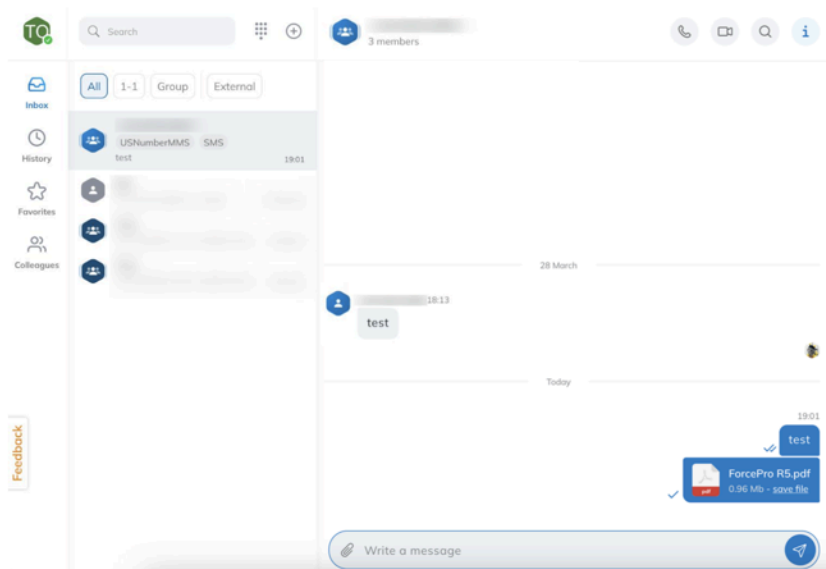 TQ
Search
3 members
Inbox
History
Favorites
Colleagues
Feedback
All 1-1 Group External
USNumberMMS SMS
test 19:01
28 March
18:13
test
Today
19:01
test
ForcePro R5.pdf
pdf
0.96 Mb - save file
Write a message